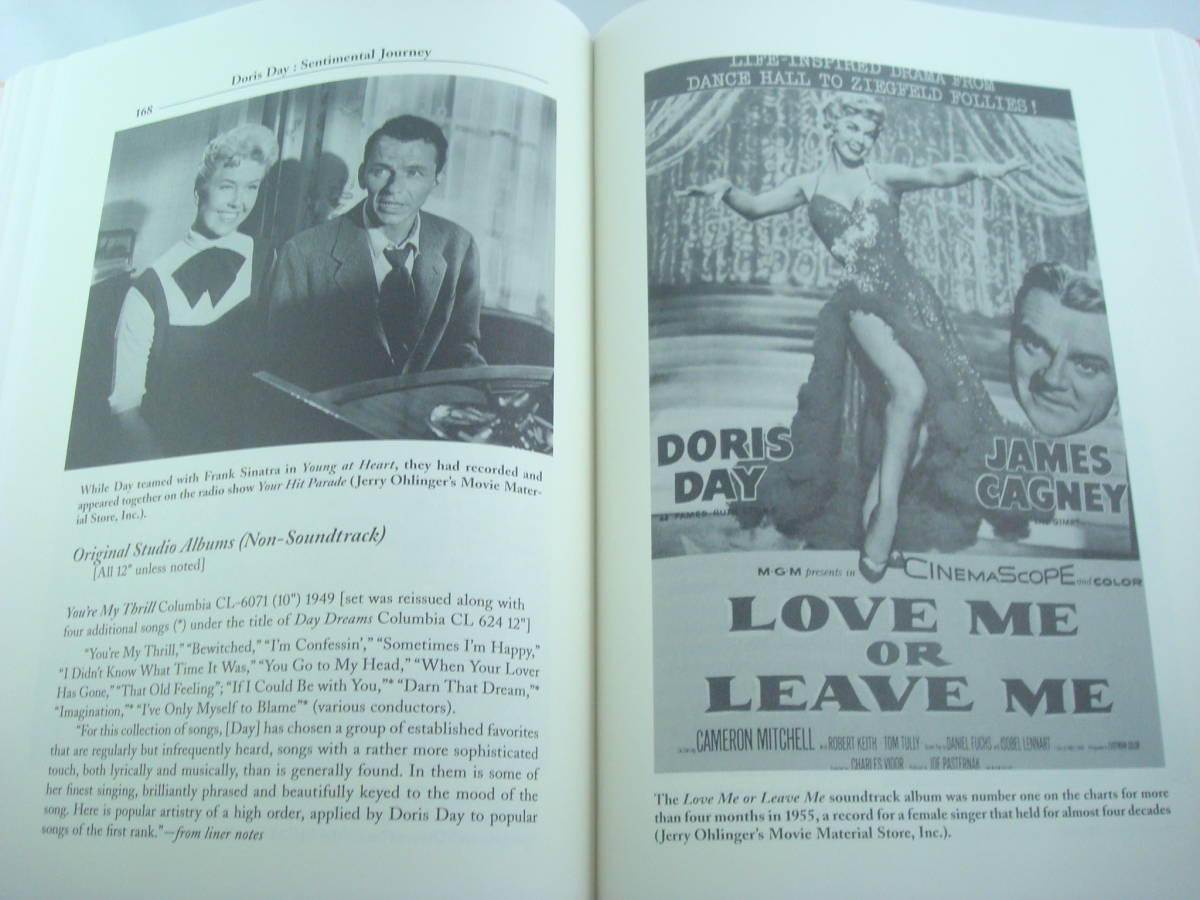 168
Doris Day : Sentimental Journey
While Day teamed with Frank Sinatra in Young at Heart, they had recorded and
appeared together on the radio show Your Hit Parade (Jerry Ohlinger's Movie Mater-
ial Store, Inc.).
Original Studio Albums (Non-Soundtrack)
[All 12" unless noted]
You're My Thrill Columbia CL-6071 (10") 1949 [set was reissued along with
four additional songs (*) under the title of Day Dreams Columbia CL 624 12"]
"You're My Thrill," "Bewitched," "I'm Confessin'," "Sometimes I'm Happy,"
"I Didn't Know What Time It Was," "You Go to My Head," "When Your Lover
Has Gone," "That Old Feeling"; "If I Could Be with You,"* "Darn That Dream,"*
"Imagination,"* "I've Only Myself to Blame"* (various conductors).
"For this collection of songs, [Day] has chosen a group of established favorites
that are regularly but infrequently heard, songs with a rather more sophisticated
touch, both lyrically and musically, than is generally found. In them is some of
her finest singing, brilliantly phrased and beautifully keyed to the mood of the
song. Here is popular artistry of a high order, applied by Doris Day to popular
songs of the first rank."—from liner notes
LIFE-INSPIRED DRAMA FROM
DANCE HALL TO ZIEGFELD FOLLIES!
DORIS
DAY
JAMES
CAGNEY
M-G-M presents in CINEMASCOPE and COLOR
LOVE ME
OR
LEAVE ME
CAMERON MITCHELL with ROBERT KEITH TOM TULLY DANIEL FUCHS and ISOBEL LENNART
CHARLES VIDOR JOE PASTERNAK
The Love Me or Leave Me soundtrack album was number one on the charts for more
than four months in 1955, a record for a female singer that held for almost four decades
(Jerry Ohlinger's Movie Material Store, Inc.).